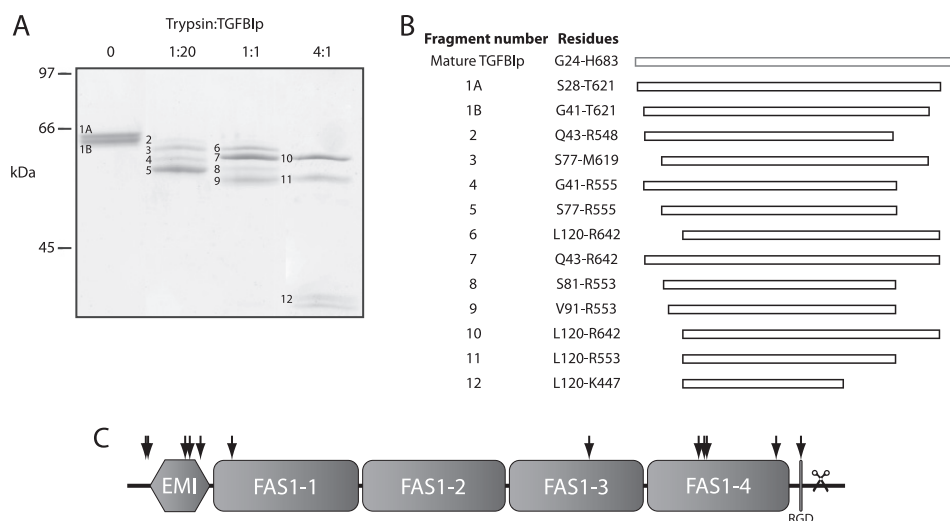 A
Trypsin:TGFBIp
0 1:20 1:1 4:1
97
66
kDa
45
1A
1B
2
3
4
5
6
7
8
9
10
11
12
B
Fragment number Residues
Mature TGFBIp G24-H683
1A S28-T621
1B G41-T621
2 Q43-R548
3 S77-M619
4 G41-R555
5 S77-R555
6 L120-R642
7 Q43-R642
8 S81-R553
9 V91-R553
10 L120-R642
11 L120-R553
12 L120-K447
C
EMI FAS1-1 FAS1-2 FAS1-3 FAS1-4
RGD